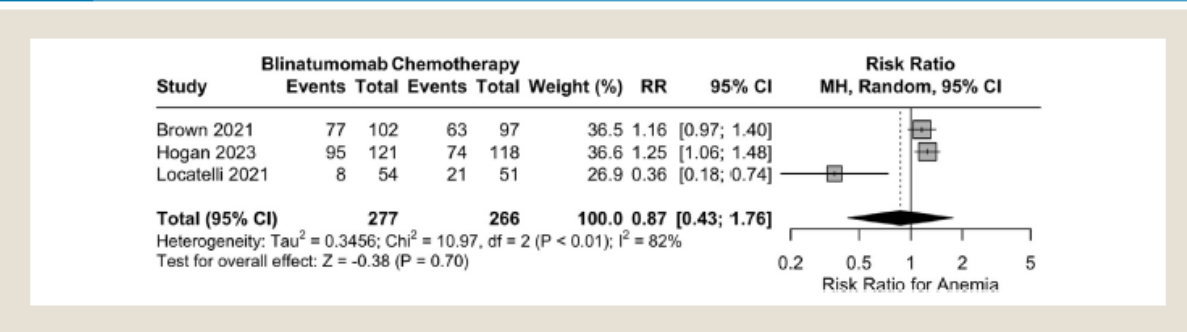 Blinatumomab Chemotherapy Risk Ratio
Study Events Total Events Total Weight (%) RR 95% CI MH, Random, 95% CI
Brown 2021 77 102 63 97 36.5 1.16 [0.97; 1.40]
Hogan 2023 95 121 74 118 36.6 1.25 [1.06; 1.48]
Locatelli 2021 8 54 21 51 26.9 0.36 [0.18; 0.74]
Total (95% CI) 277 266 100.0 0.87 [0.43; 1.76]
Heterogeneity: Tau² = 0.3456; Chi² = 10.97, df = 2 (P < 0.01); I² = 82%
Test for overall effect: Z = -0.38 (P = 0.70)
0.2 0.5 1 2 5
Risk Ratio for Anemia